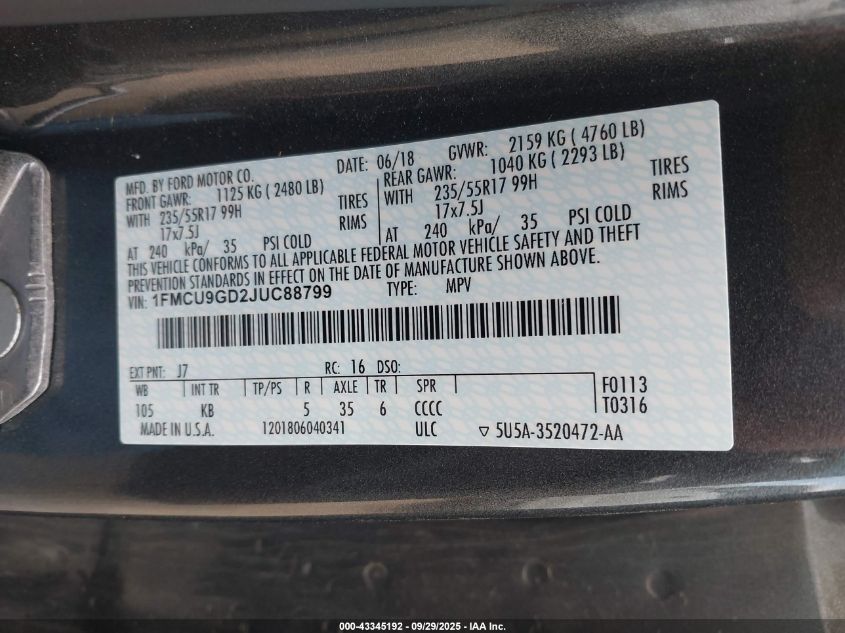 MFD. BY FORD MOTOR CO. DATE: 06/18 GVWR: 2159 KG ( 4760 LB)
FRONT GAWR: 1125 KG ( 2480 LB) REAR GAWR: 1040 KG ( 2293 LB)
WITH 235/55R17 99H TIRES WITH 235/55R17 99H TIRES
17x7.5J RIMS 17x7.5J RIMS
AT 240 kPa/ 35 PSI COLD AT 240 kPa/ 35 PSI COLD
THIS VEHICLE CONFORMS TO ALL APPLICABLE FEDERAL MOTOR VEHICLE SAFETY AND THEFT
PREVENTION STANDARDS IN EFFECT ON THE DATE OF MANUFACTURE SHOWN ABOVE.
VIN: 1FMCU9GD2JUC88799 TYPE: MPV
EXT PNT: J7 RC: 16 DSO:
WB INT TR TP/PS R AXLE TR SPR F0113
105 KB 5 35 6 CCCC T0316
MADE IN U.S.A. 1201806040341 ULC ▽ 5U5A-3520472-AA
000-43345192 - 09/29/2025 - IAA Inc.